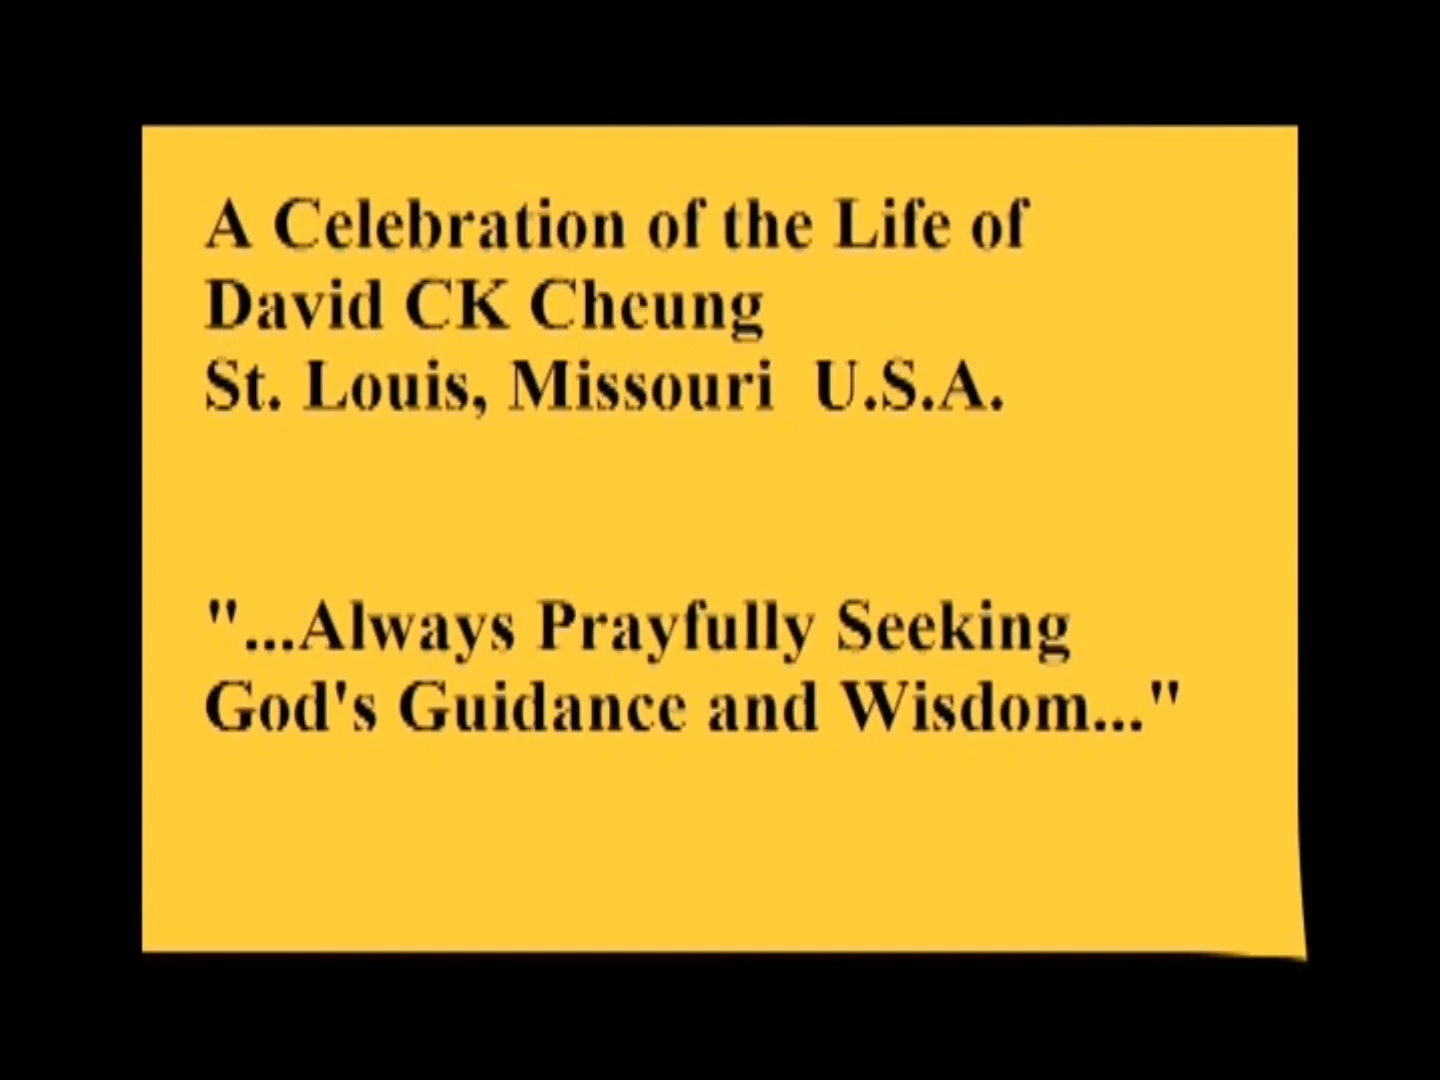 A Celebration of the Life of
David CK Cheung
St. Louis, Missouri  U.S.A.
"...Always Prayfully Seeking
God's Guidance and Wisdom..."